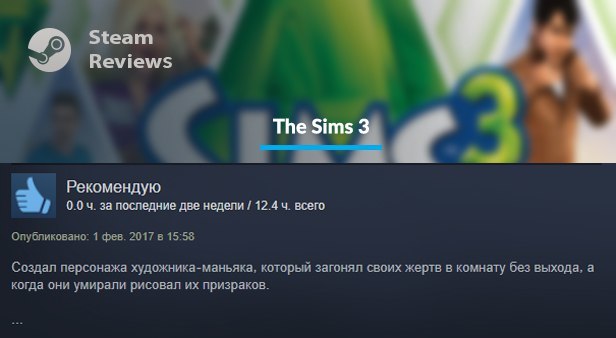 Steam
Reviews
SIMS 3
The Sims 3
Рекомендую
0.0 ч. за последние две недели / 12.4 ч. всего
Опубликовано: 1 фев. 2017 в 15:58
Создал персонажа художника-маньяка, который загонял своих жертв в комнату без выхода, а
когда они умирали рисовал их призраков.
...